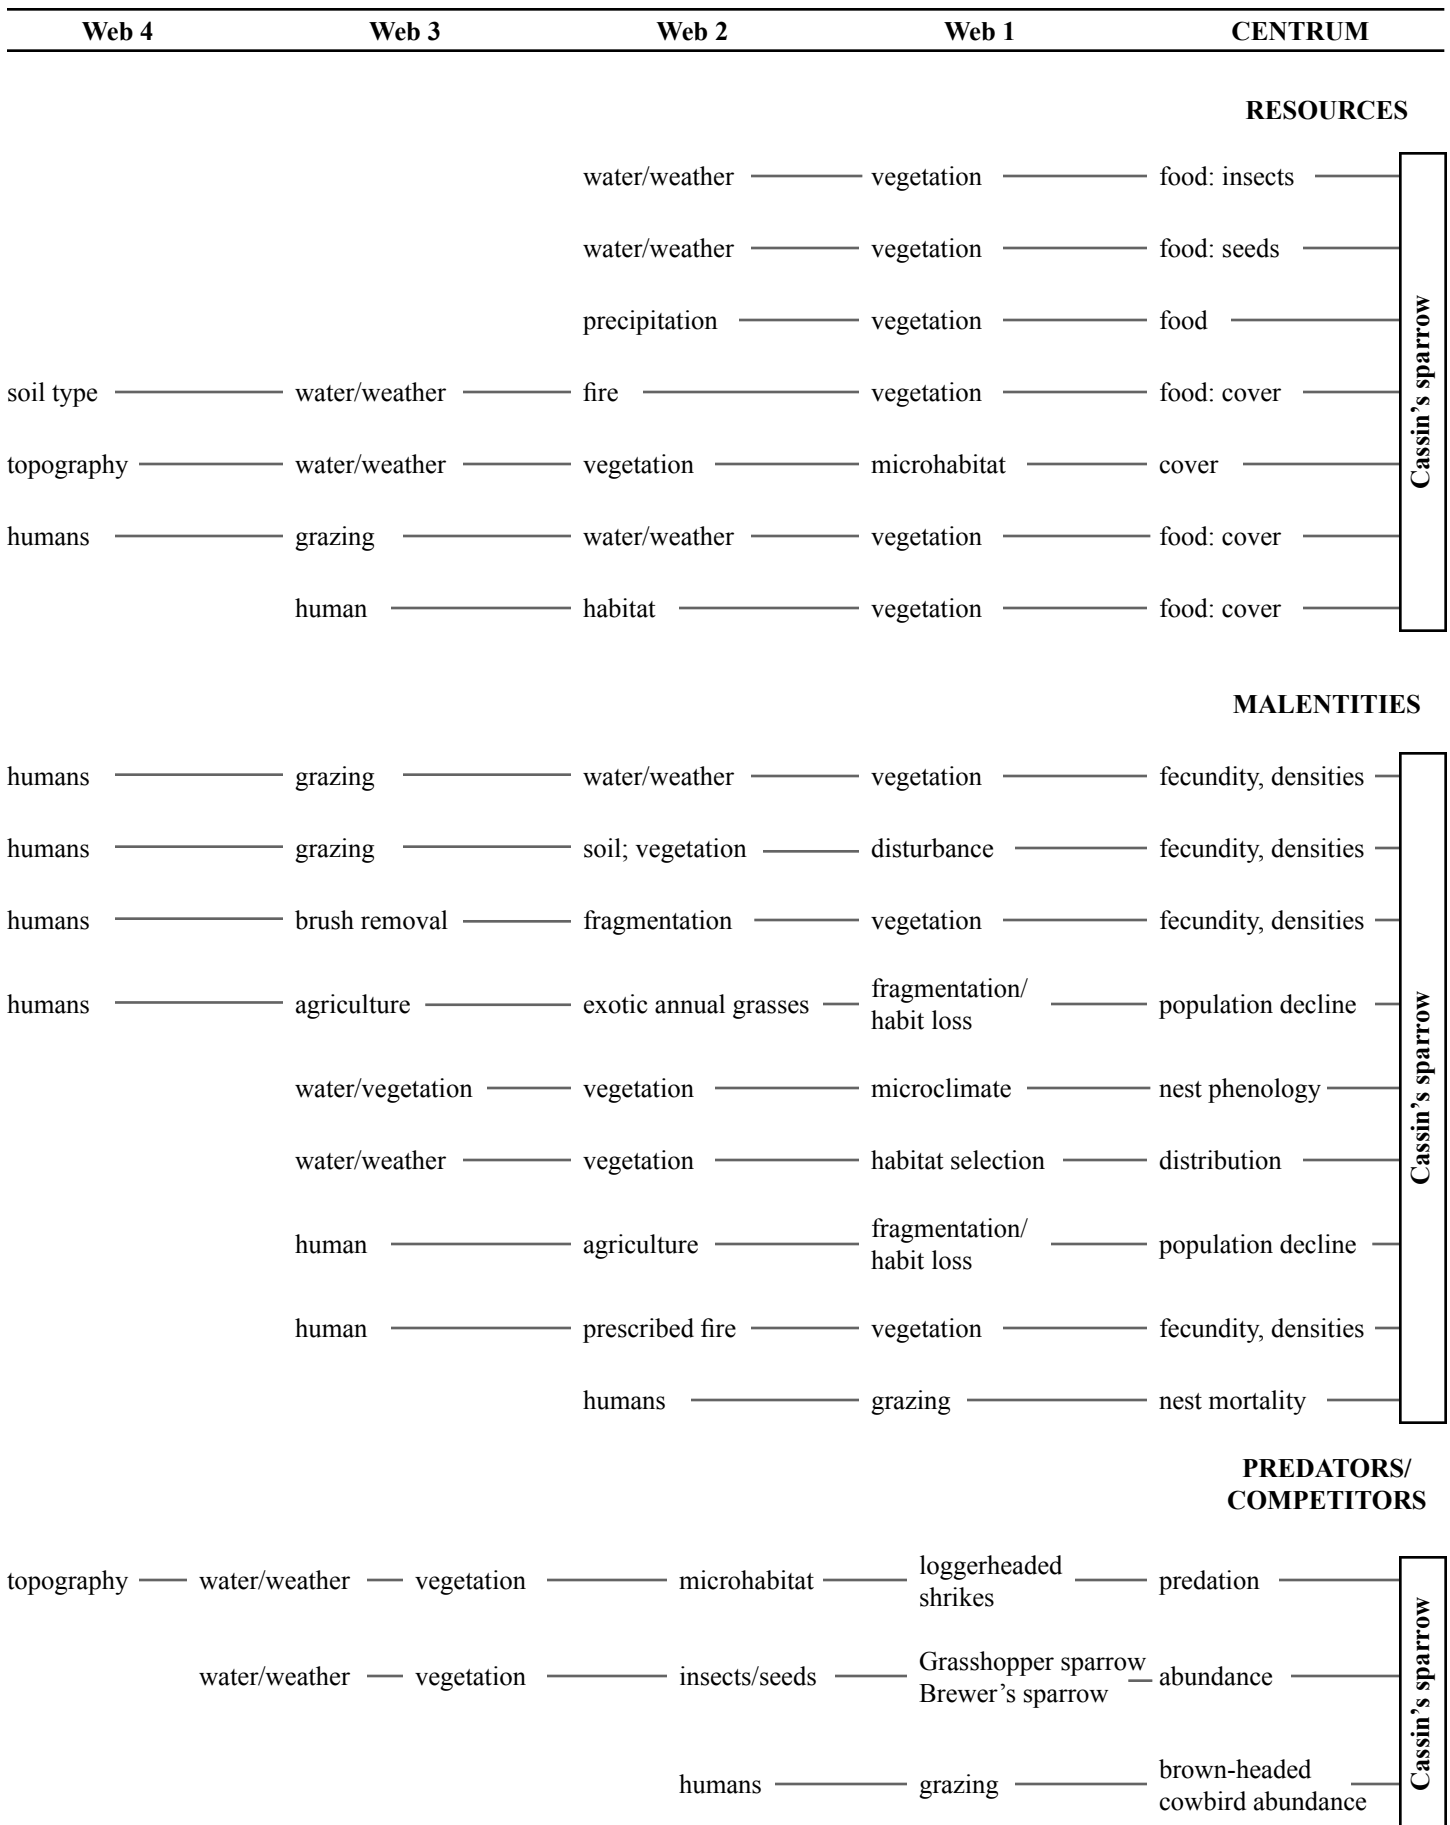 Web 4 Web 3 Web 2 Web 1 CENTRUM
RESOURCES
water/weather vegetation food: insects
water/weather vegetation food: seeds
precipitation vegetation food
soil type water/weather fire vegetation food: cover
topography water/weather vegetation microhabitat cover
humans grazing water/weather vegetation food: cover
human habitat vegetation food: cover
Cassin’s sparrow
MALENTITIES
humans grazing water/weather vegetation fecundity, densities
humans grazing soil; vegetation disturbance fecundity, densities
humans brush removal fragmentation vegetation fecundity, densities
humans agriculture exotic annual grasses fragmentation/
habit loss population decline
water/vegetation vegetation microclimate nest phenology
water/weather vegetation habitat selection distribution
human agriculture fragmentation/
habit loss population decline
human prescribed fire vegetation fecundity, densities
humans grazing nest mortality
Cassin’s sparrow
PREDATORS/
COMPETITORS
topography water/weather vegetation microhabitat loggerheaded
shrikes predation
water/weather vegetation insects/seeds Grasshopper sparrow
Brewer’s sparrow abundance
humans grazing brown-headed
cowbird abundance
Cassin’s sparrow